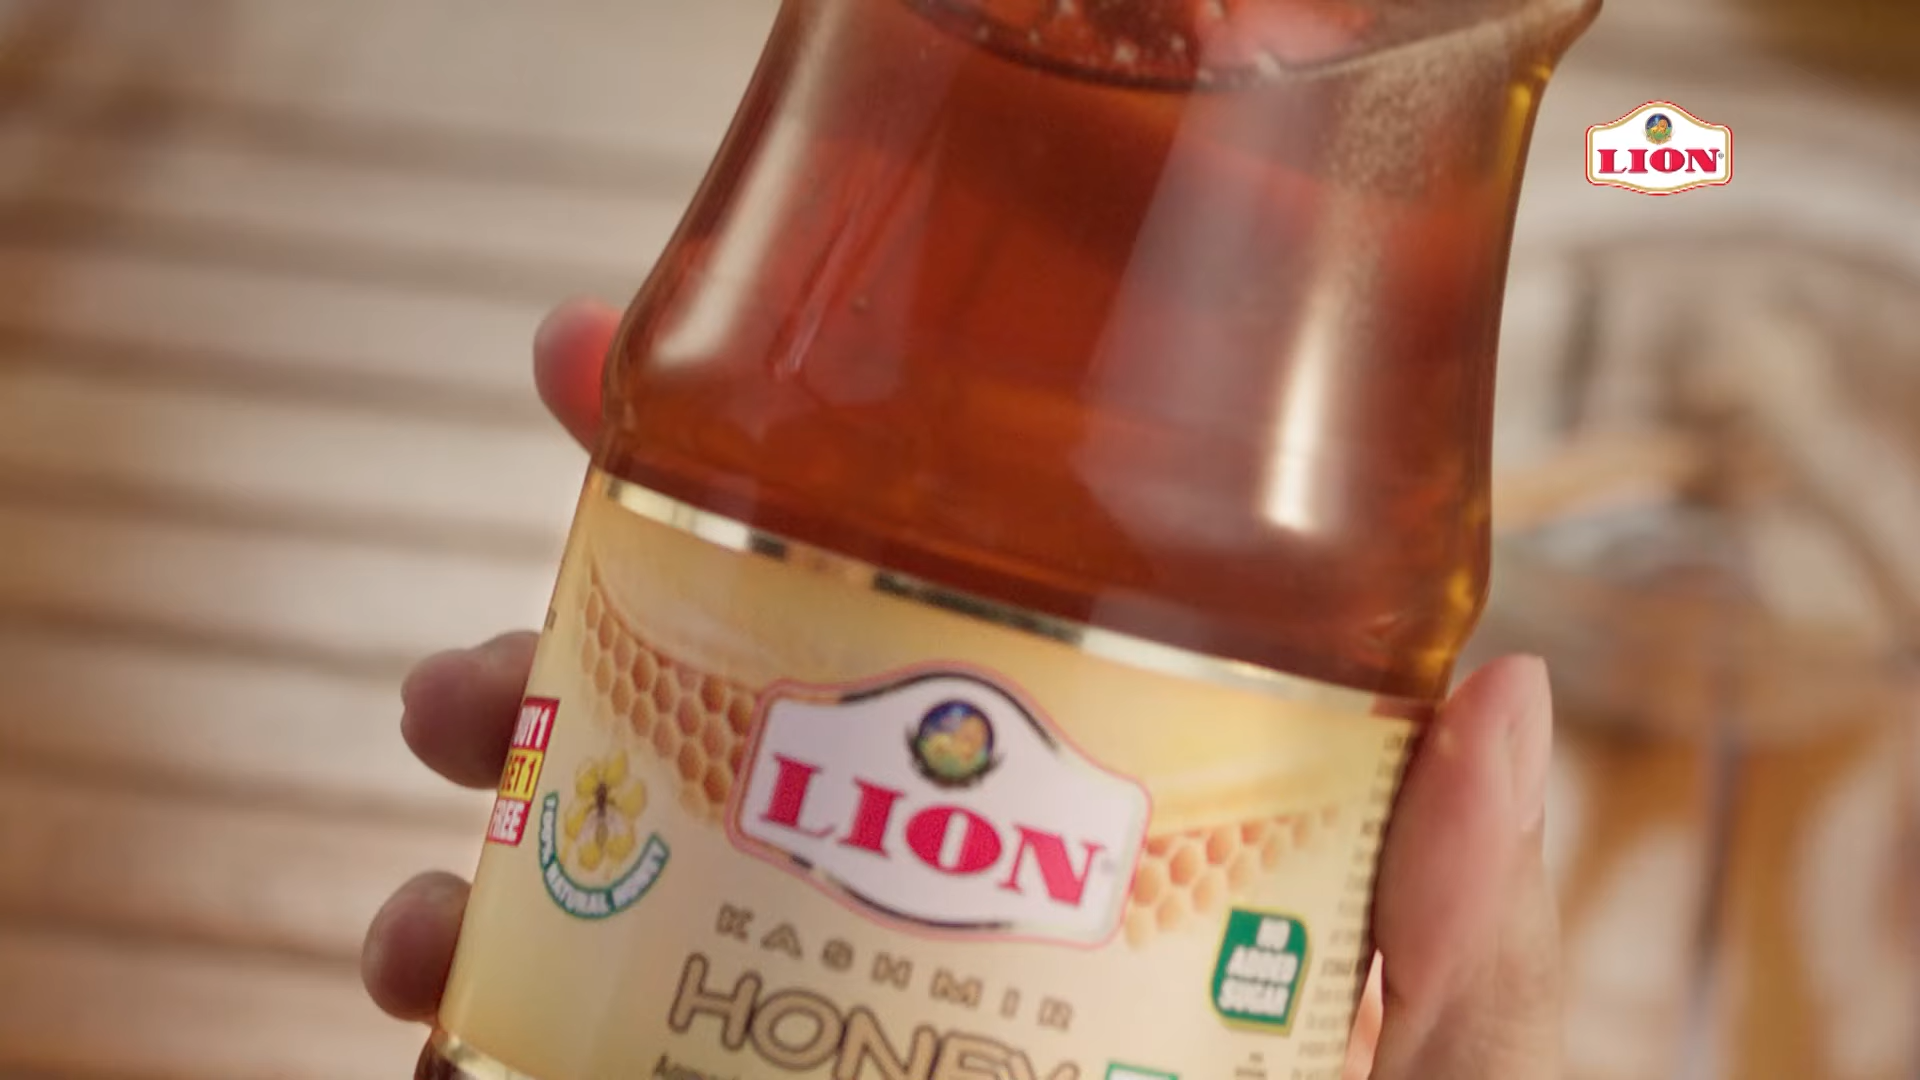 LION
BUY 1
GET 1
FREE
100% NATURAL HONEY
LION
KASHMIR
HONEY
NO
ADDED
SUGAR